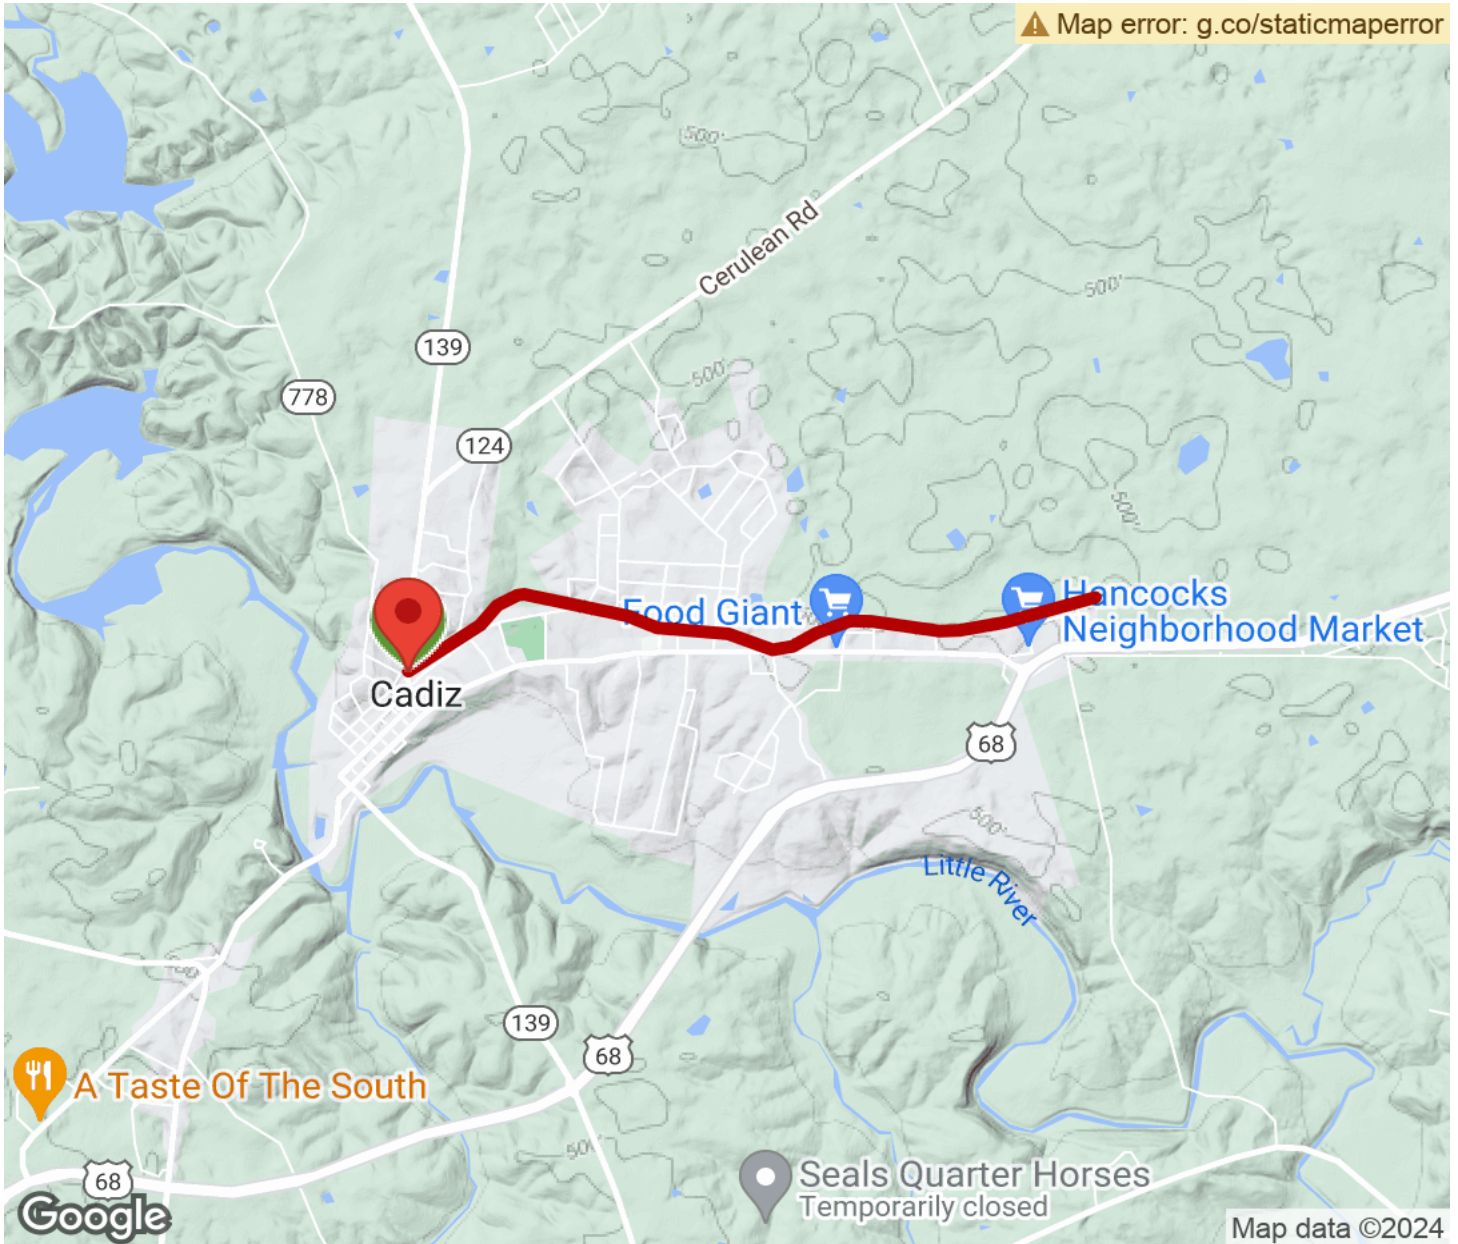 Map error: g.co/staticmaperror
500'
Cerulean Rd
500'
139
500'
778
124
500'
Hancocks
Neighborhood Market
Food Giant
Cadiz
68
500'
Little River
139
68
A Taste Of The South
500'
Seals Quarter Horses
Temporarily closed
68
Google
Map data ©2024